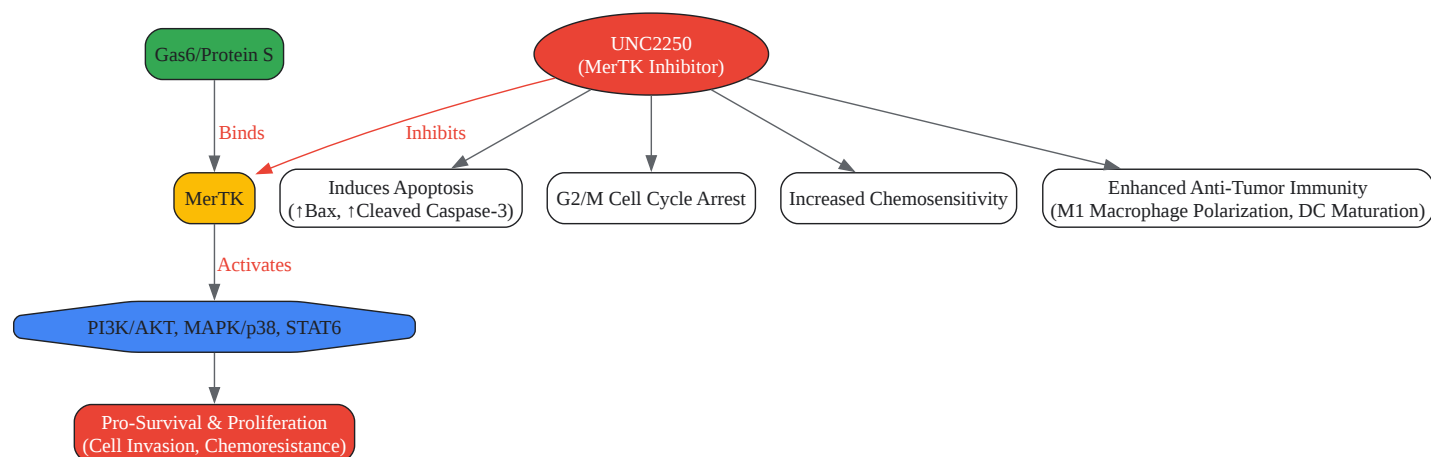 Gas6/Protein S
UNC2250
(MerTK Inhibitor)
Binds
Inhibits
MerTK
Induces Apoptosis
(↑Bax, ↑Cleaved Caspase-3)
G2/M Cell Cycle Arrest
Increased Chemosensitivity
Enhanced Anti-Tumor Immunity
(M1 Macrophage Polarization, DC Maturation)
Activates
PI3K/AKT, MAPK/p38, STAT6
Pro-Survival & Proliferation
(Cell Invasion, Chemoresistance)